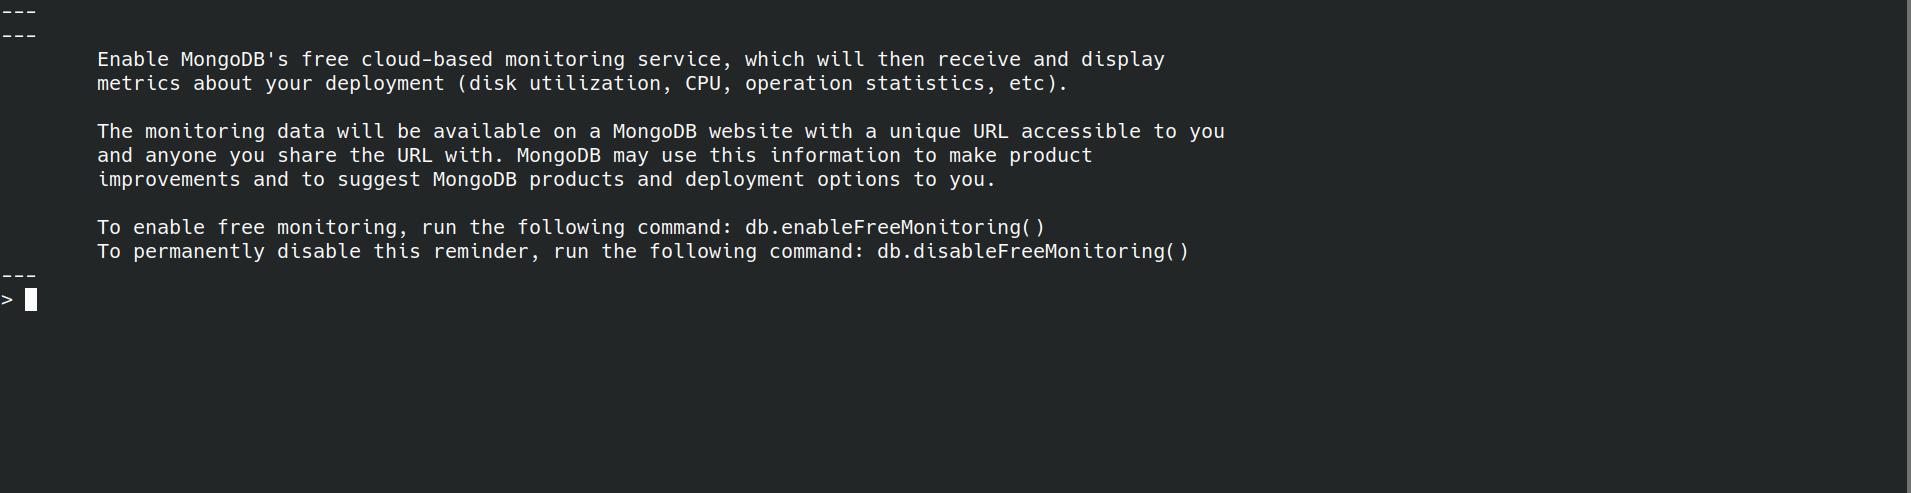 ---
---
Enable MongoDB's free cloud-based monitoring service, which will then receive and display
metrics about your deployment (disk utilization, CPU, operation statistics, etc).
The monitoring data will be available on a MongoDB website with a unique URL accessible to you
and anyone you share the URL with. MongoDB may use this information to make product
improvements and to suggest MongoDB products and deployment options to you.
To enable free monitoring, run the following command: db.enableFreeMonitoring()
To permanently disable this reminder, run the following command: db.disableFreeMonitoring()
---
>